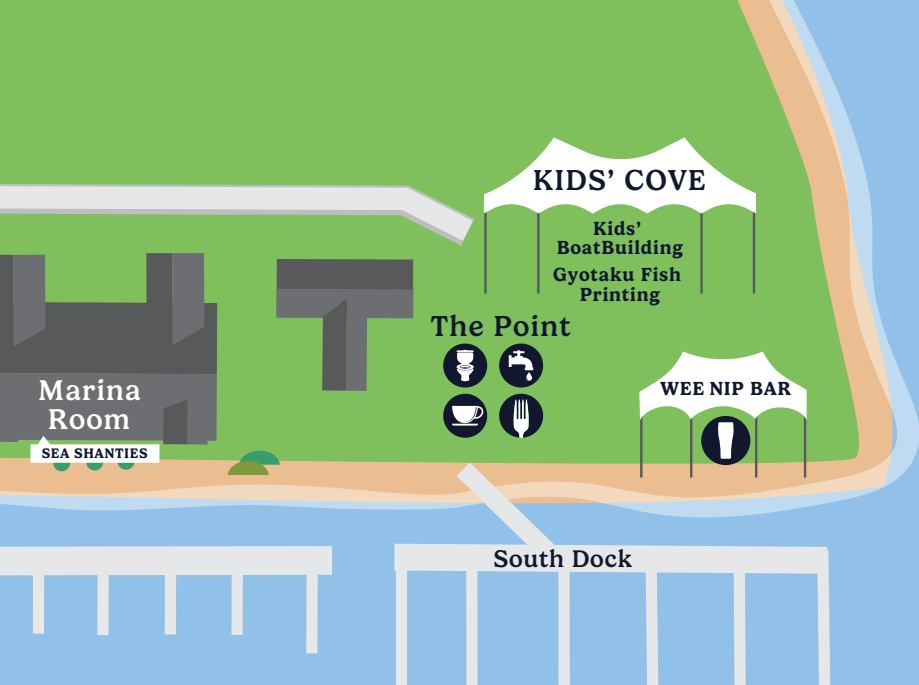 KIDS’ COVE
Kids’
BoatBuilding
Gyotaku Fish
Printing
The Point
WEE NIP BAR
Marina
Room
SEA SHANTIES
South Dock